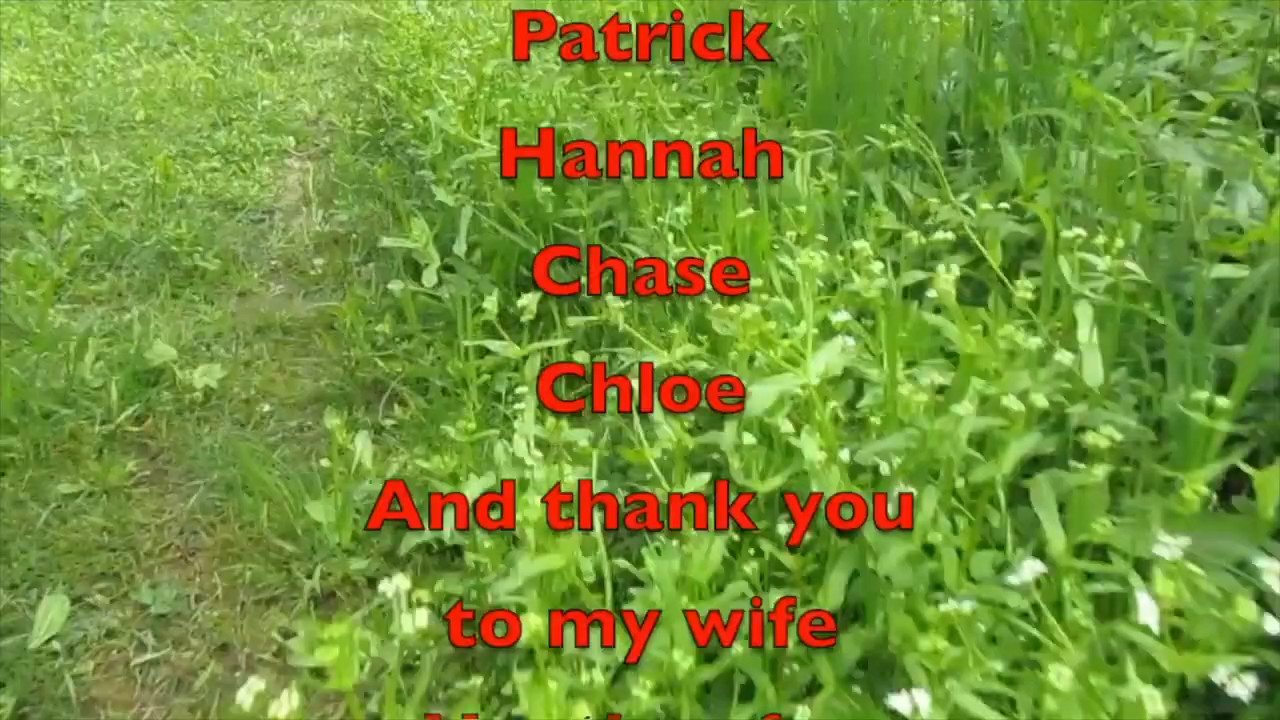 Patrick
Hannah
Chase
Chloe
And thank you
to my wife